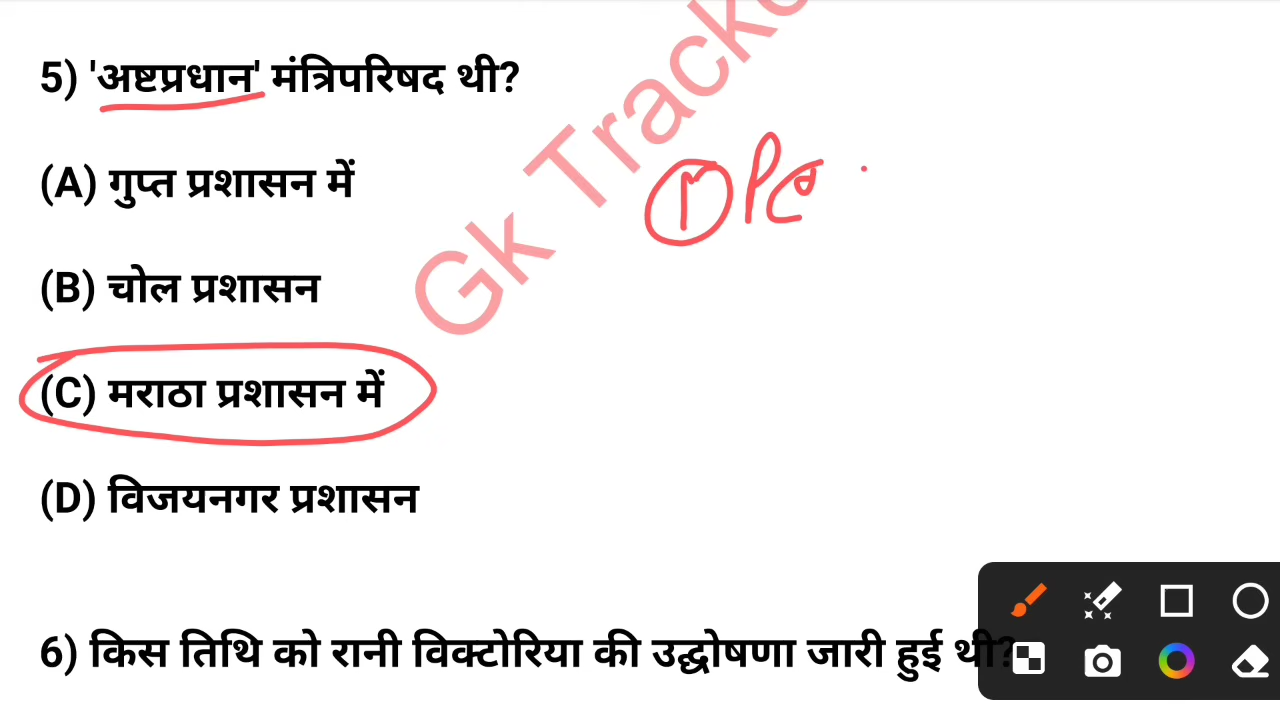 5) 'अष्टप्रधान' मंत्रिपरिषद थी?
Gk Tracke
(A) गुप्त प्रशासन में
(B) चोल प्रशासन
(C) मराठा प्रशासन में
(D) विजयनगर प्रशासन
6) किस तिथि को रानी विक्टोरिया की उद्घोषणा जारी हुई थी?